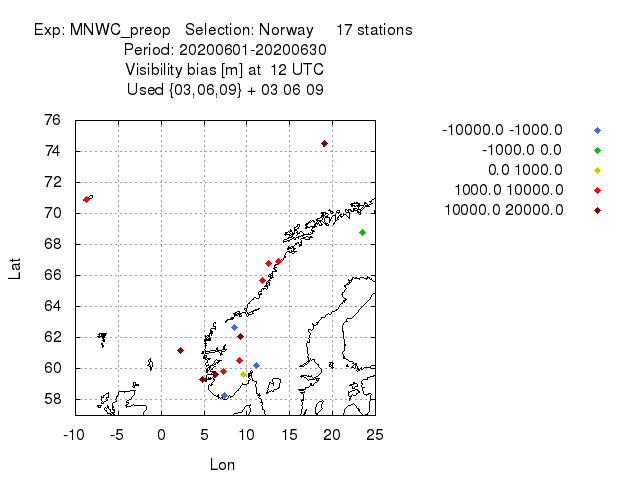 Exp: MNWC_preop   Selection: Norway     17 stations
Period: 20200601-20200630
Visibility bias [m] at  12 UTC
Used {03,06,09} + 03 06 09
-10000.0 -1000.0
-1000.0 0.0
0.0 1000.0
1000.0 10000.0
10000.0 20000.0
76
74
72
70
68
66
64
62
60
58
Lat
-10 -5 0 5 10 15 20 25
Lon